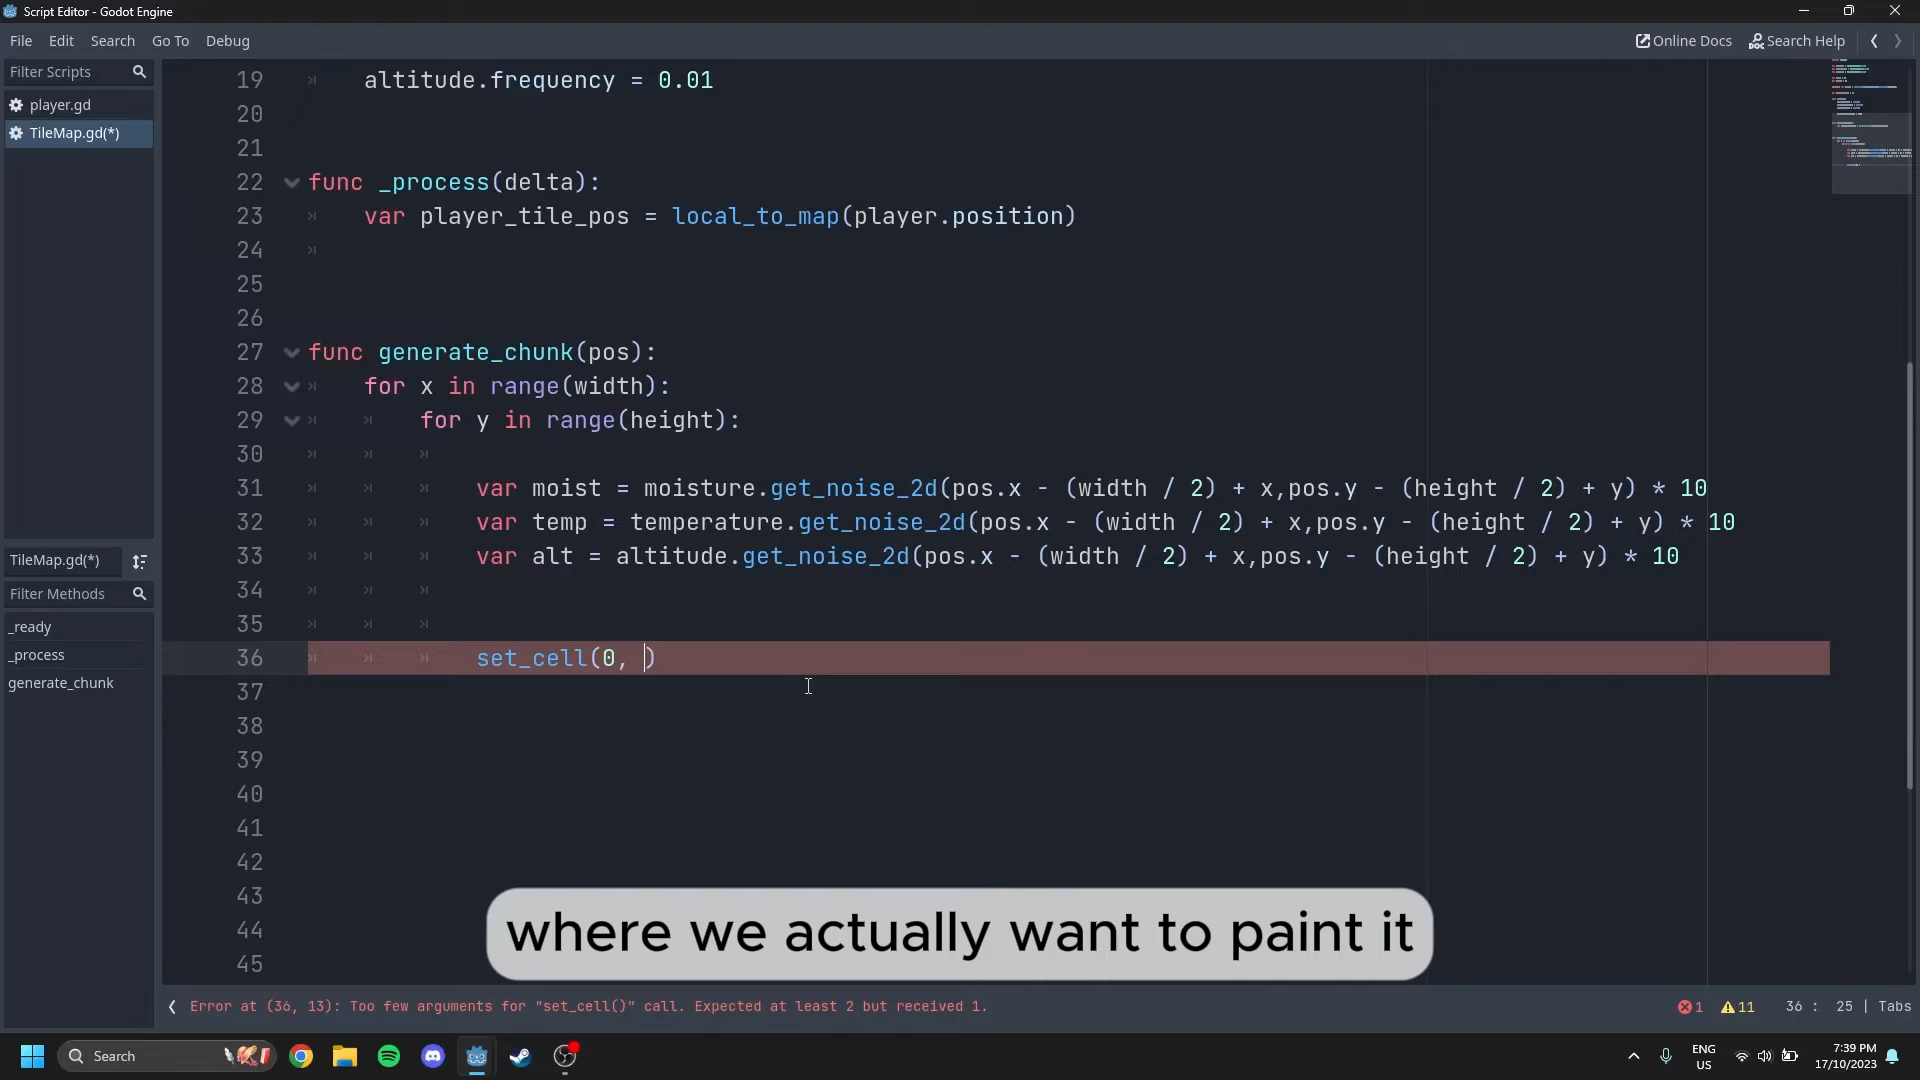 Script Editor - Godot Engine
File Edit Search Go To Debug
Online Docs Search Help
Filter Scripts
player.gd
TileMap.gd(*)
TileMap.gd(*)
Filter Methods
_ready
_process
generate_chunk
19 altitude.frequency = 0.01
20
21
22 func _process(delta):
23 var player_tile_pos = local_to_map(player.position)
24
25
26
27 func generate_chunk(pos):
28 for x in range(width):
29 for y in range(height):
30
31 var moist = moisture.get_noise_2d(pos.x - (width / 2) + x,pos.y - (height / 2) + y) * 10
32 var temp = temperature.get_noise_2d(pos.x - (width / 2) + x,pos.y - (height / 2) + y) * 10
33 var alt = altitude.get_noise_2d(pos.x - (width / 2) + x,pos.y - (height / 2) + y) * 10
34
35
36 set_cell(0, )
37
38
39
40
41
42
43
44
45
where we actually want to paint it
Error at (36, 13): Too few arguments for "set_cell()" call. Expected at least 2 but received 1.
1 11 36 : 25 | Tabs
Search
ENG
US
7:39 PM
17/10/2023